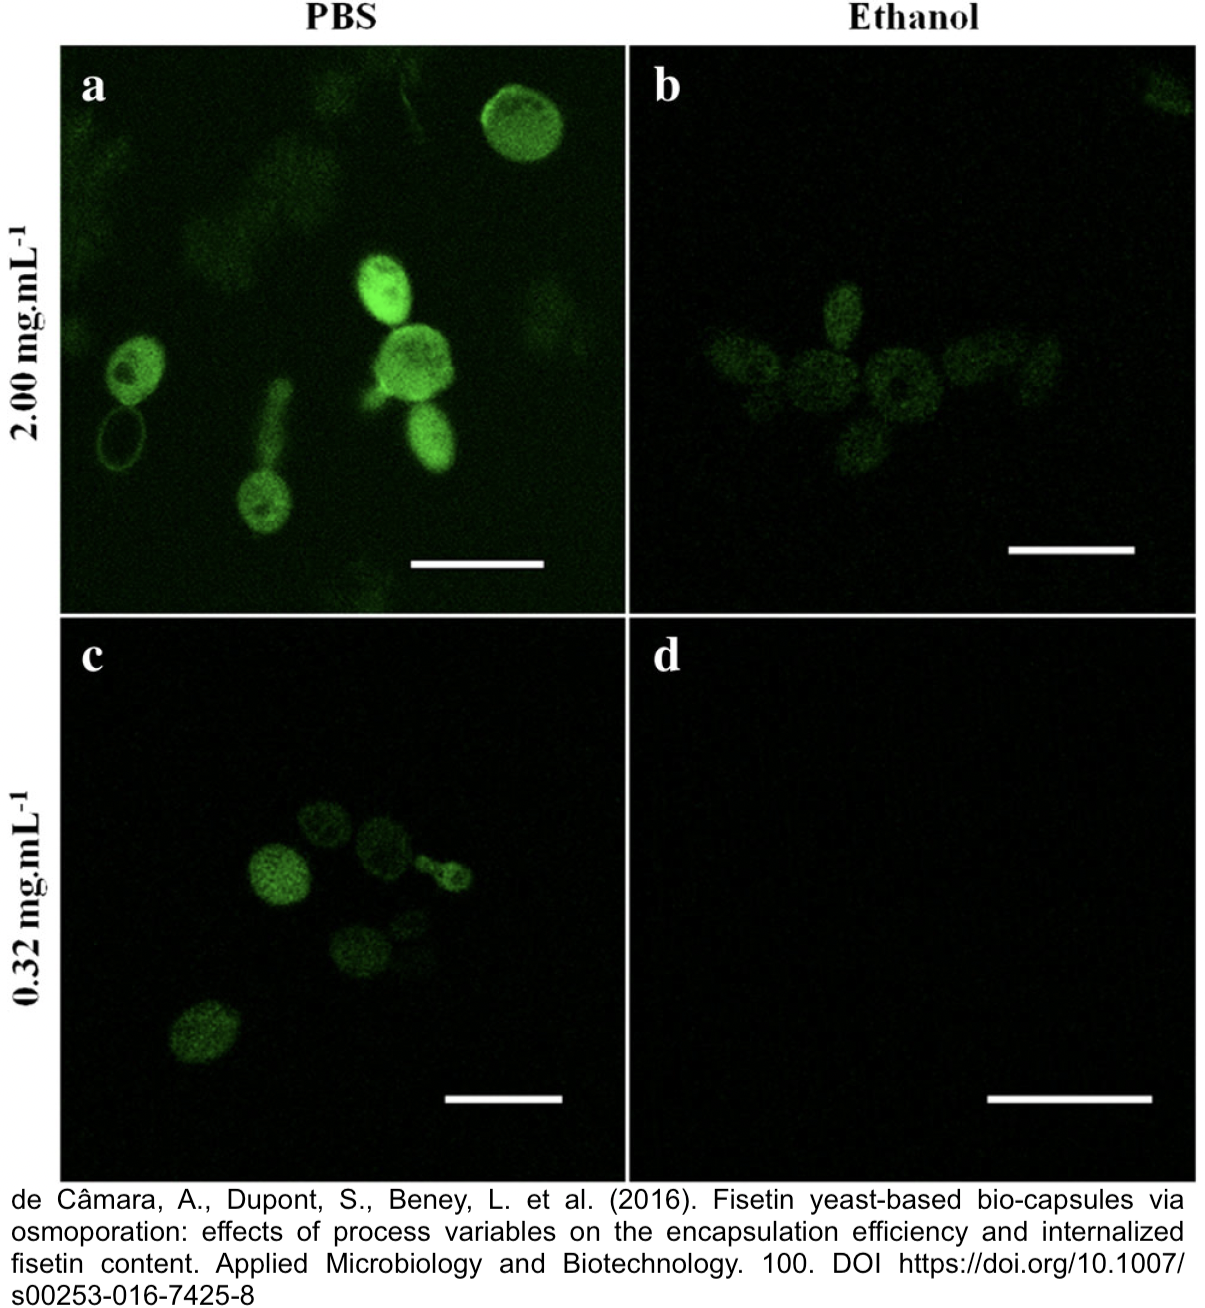 PBS
Ethanol
a
b
2.00 mg.mL-1
c
d
0.32 mg.mL-1
de Câmara, A., Dupont, S., Beney, L. et al. (2016). Fisetin yeast-based bio-capsules via
osmoporation: effects of process variables on the encapsulation efficiency and internalized
fisetin content. Applied Microbiology and Biotechnology. 100. DOI https://doi.org/10.1007/
s00253-016-7425-8